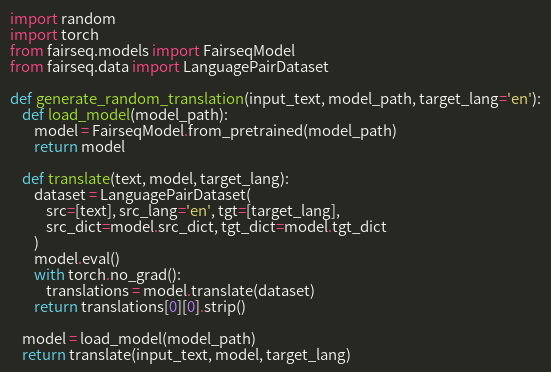 import random
import torch
from fairseq.models import FairseqModel
from fairseq.data import LanguagePairDataset

def generate_random_translation(input_text, model_path, target_lang='en'):
    def load_model(model_path):
        model = FairseqModel.from_pretrained(model_path)
        return model

    def translate(text, model, target_lang):
        dataset = LanguagePairDataset(
            src=[text], src_lang='en', tgt=[target_lang],
            src_dict=model.src_dict, tgt_dict=model.tgt_dict
        )
        model.eval()
        with torch.no_grad():
            translations = model.translate(dataset)
        return translations[0][0].strip()

    model = load_model(model_path)
    return translate(input_text, model, target_lang)